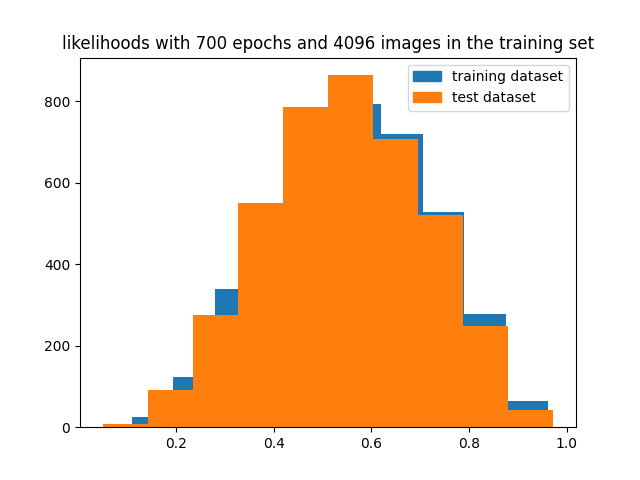 likelihoods with 700 epochs and 4096 images in the training set
training dataset
test dataset
800
600
400
200
0
0.2 0.4 0.6 0.8 1.0